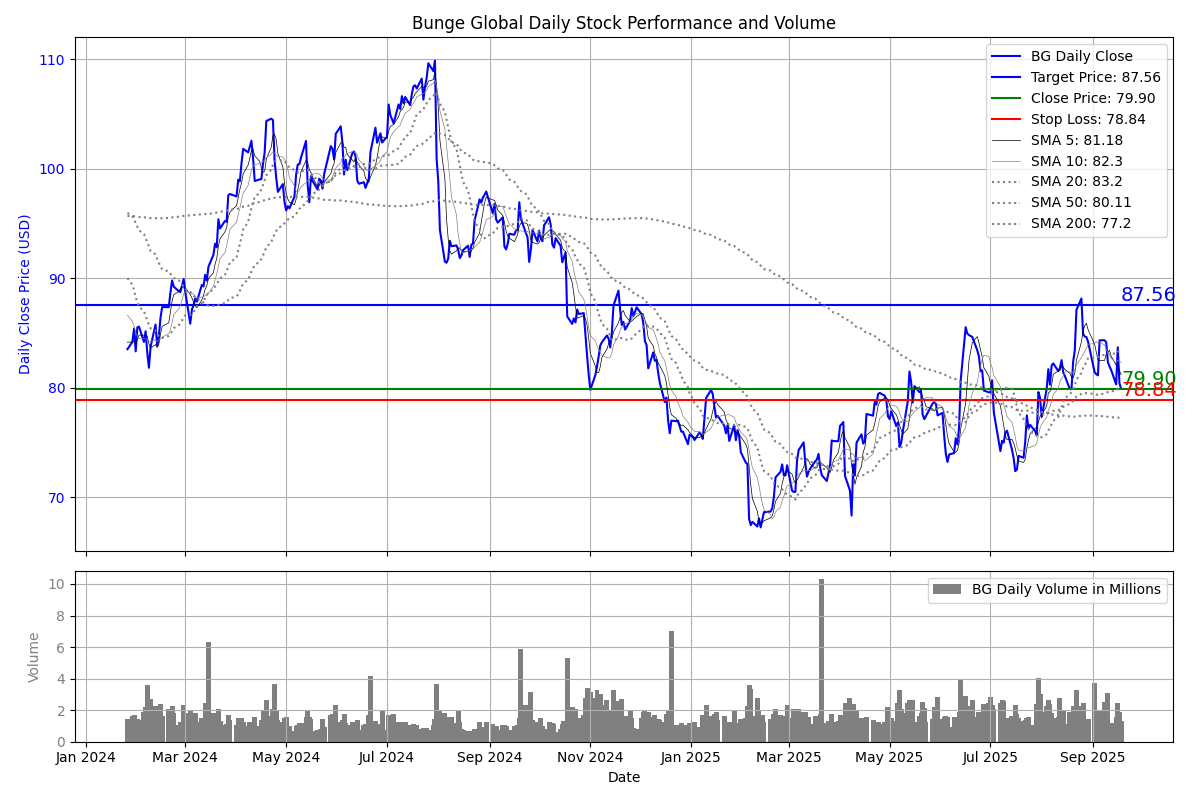 Bunge Global Daily Stock Performance and Volume
110
100
90
80
70
Daily Close Price (USD)
BG Daily Close
Target Price: 87.56
Close Price: 79.90
Stop Loss: 78.84
SMA 5: 81.18
SMA 10: 82.3
SMA 20: 83.2
SMA 50: 80.11
SMA 200: 77.2
87.56
79.90
78.84
10
8
6
4
2
0
Volume
BG Daily Volume in Millions
Jan 2024 Mar 2024 May 2024 Jul 2024 Sep 2024 Nov 2024 Jan 2025 Mar 2025 May 2025 Jul 2025 Sep 2025
Date